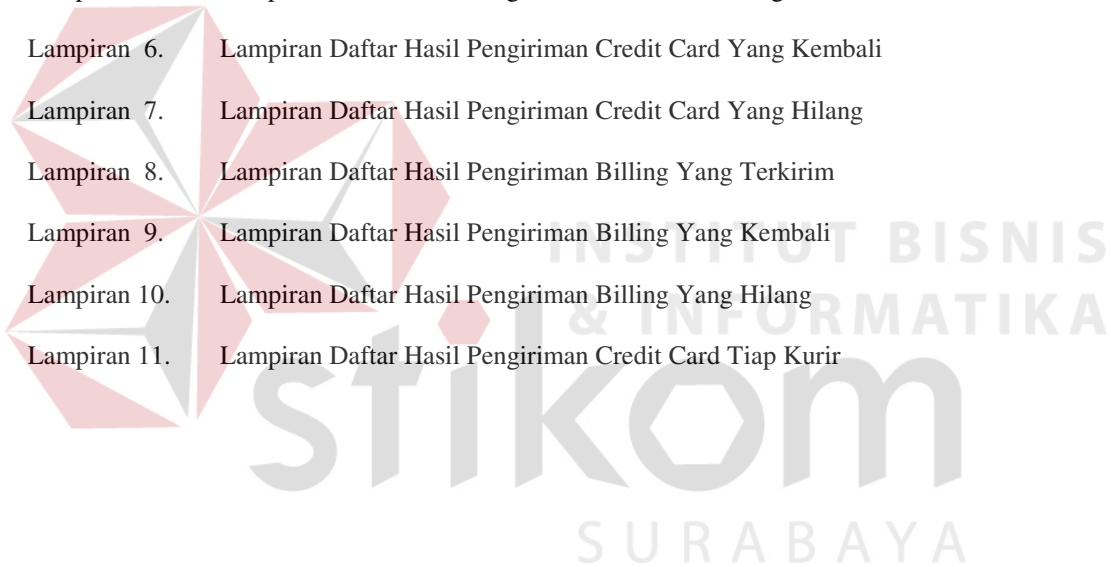 Lampiran 6. Lampiran Daftar Hasil Pengiriman Credit Card Yang Kembali
Lampiran 7. Lampiran Daftar Hasil Pengiriman Credit Card Yang Hilang
Lampiran 8. Lampiran Daftar Hasil Pengiriman Billing Yang Terkirim
Lampiran 9. Lampiran Daftar Hasil Pengiriman Billing Yang Kembali
Lampiran 10. Lampiran Daftar Hasil Pengiriman Billing Yang Hilang
Lampiran 11. Lampiran Daftar Hasil Pengiriman Credit Card Tiap Kurir
INSTITUT BISNIS
& INFORMATIKA
stikom
SURABAYA